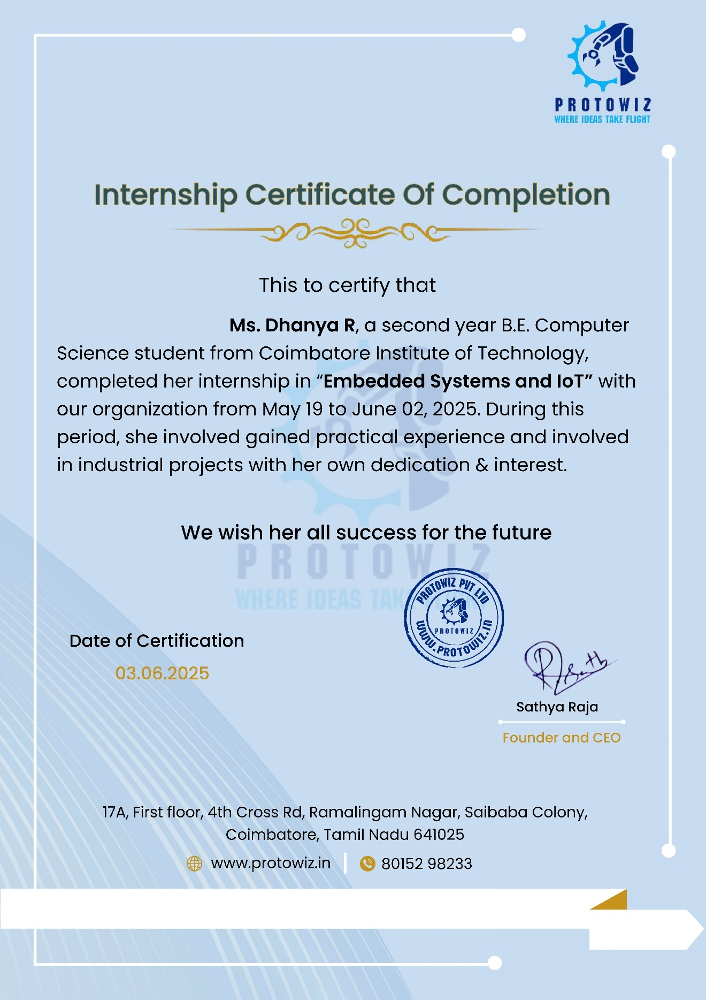 PROTOWIZ
WHERE IDEAS TAKE FLIGHT
Internship Certificate Of Completion
This to certify that
Ms. Dhanya R, a second year B.E. Computer
Science student from Coimbatore Institute of Technology,
completed her internship in “Embedded Systems and IoT” with
our organization from May 19 to June 02, 2025. During this
period, she involved gained practical experience and involved
in industrial projects with her own dedication & interest.
We wish her all success for the future
PROTOWIZ
WHERE IDEAS TAKE
PROTOWIZ PVT LTD
PROTOWIZ
WWW.PROTOWIZ.IN
Date of Certification
03.06.2025
Sathya Raja
Founder and CEO
17A, First floor, 4th Cross Rd, Ramalingam Nagar, Saibaba Colony,
Coimbatore, Tamil Nadu 641025
www.protowiz.in
80152 98233